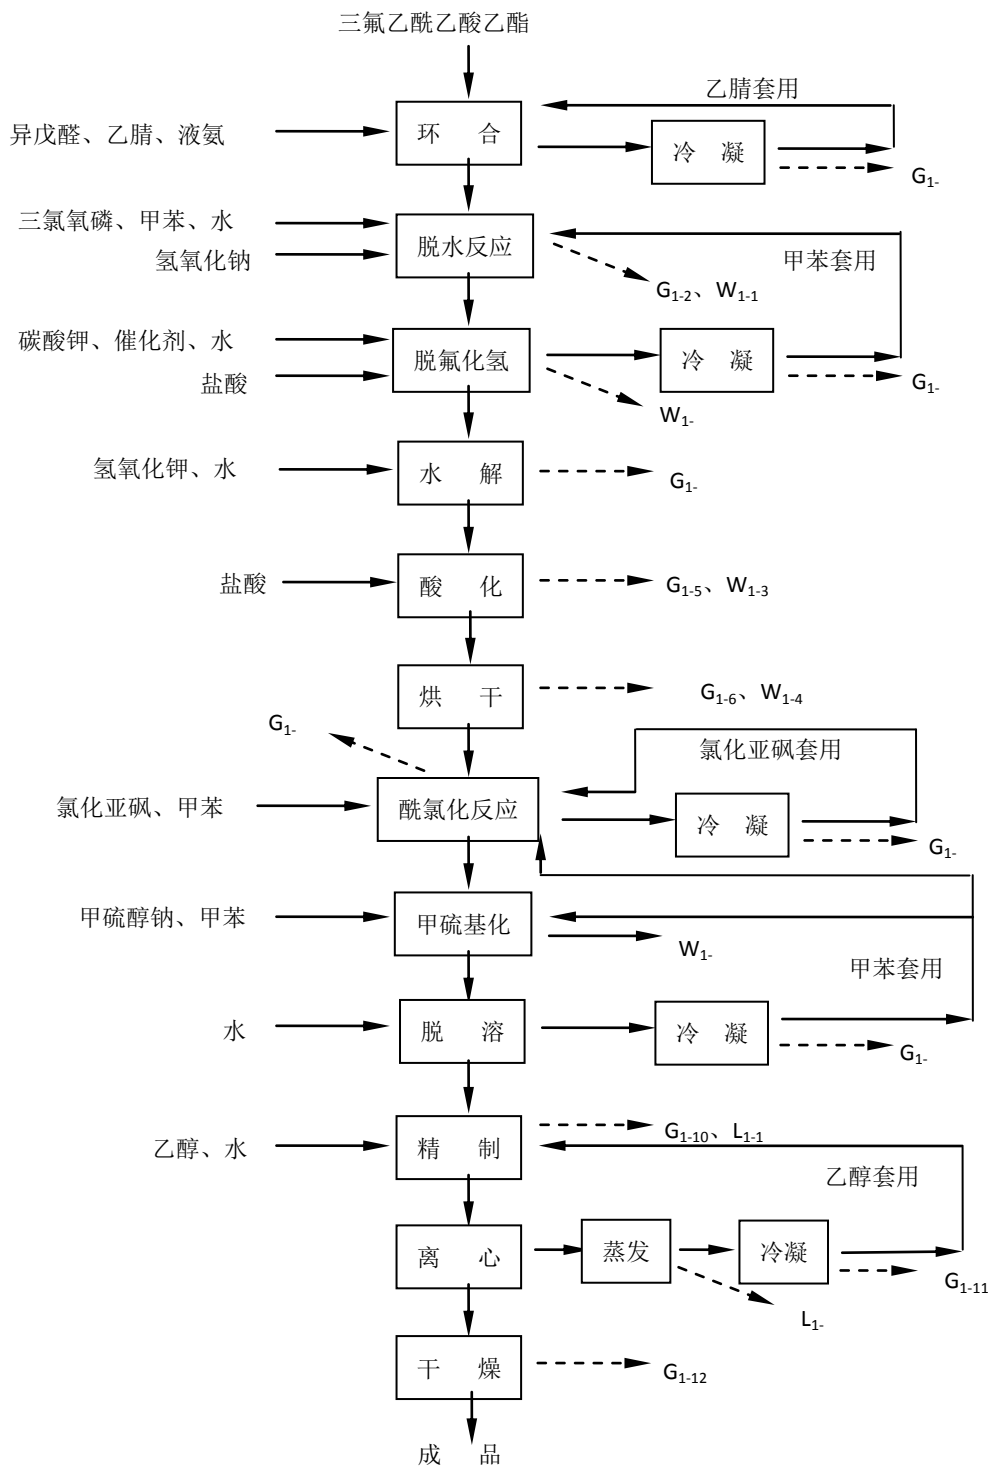 三氟乙酰乙酸乙酯
乙腈套用
异戊醛、乙腈、液氨
环 合
冷 凝
G1-
三氯氧磷、甲苯、水
氢氧化钠
脱水反应
甲苯套用
G1-2、W1-1
碳酸钾、催化剂、水
盐酸
脱氟化氢
冷 凝
G1-
W1-
氢氧化钾、水
水 解
G1-
盐酸
酸 化
G1-5、W1-3
烘 干
G1-6、W1-4
G1-
氯化亚砜套用
氯化亚砜、甲苯
酰氯化反应
冷 凝
G1-
甲硫醇钠、甲苯
甲硫基化
W1-
甲苯套用
水
脱 溶
冷 凝
G1-
乙醇、水
精 制
G1-10、L1-1
乙醇套用
离 心
蒸发
冷凝
G1-11
L1-
干 燥
G1-12
成 品